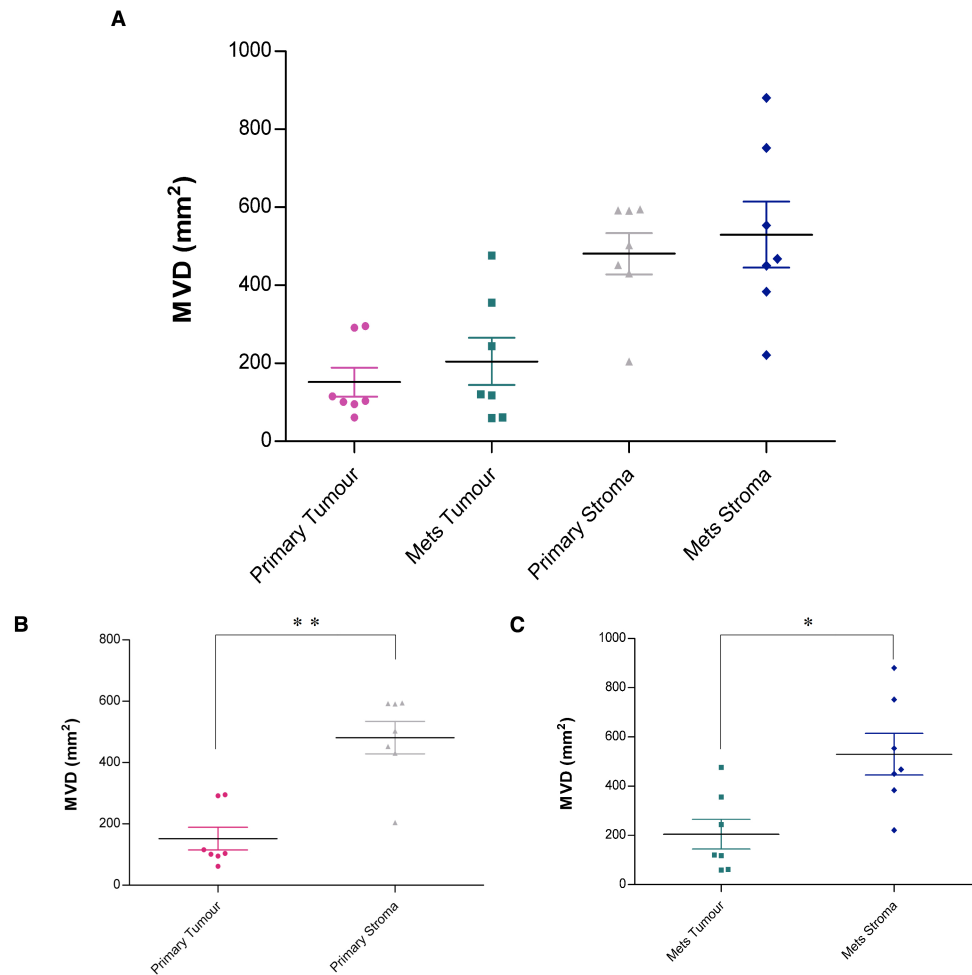 A
1000
800
600
400
200
0
MVD (mm²)
Primary Tumour
Mets Tumour
Primary Stroma
Mets Stroma
B
* *
800
600
400
200
0
MVD (mm²)
Primary Tumour
Primary Stroma
C
*
1000
800
600
400
200
0
MVD (mm²)
Mets Tumour
Mets Stroma